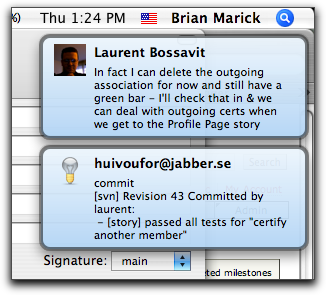 Thu 1:24 PM Brian Marick
Laurent Bossavit
In fact I can delete the outgoing
association for now and still have a
green bar - I'll check that in & we
can deal with outgoing certs when
we get to the Profile Page story
huivoufor@jabber.se
commit
[svn] Revision 43 Committed by
laurent:
- [story] passed all tests for "certify
another member"
Signature: main
ted milestones